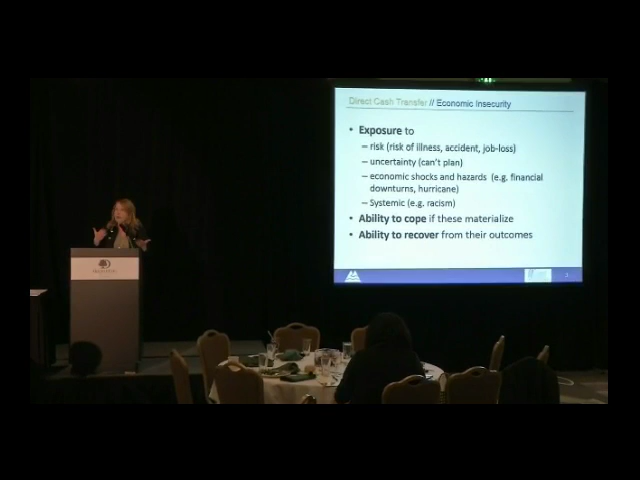 Direct Cash Transfer // Economic Insecurity
• Exposure to
– risk (risk of illness, accident, job-loss)
– uncertainty (can't plan)
– economic shocks and hazards (e.g. financial
downturns, hurricane)
– Systemic (e.g. racism)
• Ability to cope if these materialize
• Ability to recover from their outcomes